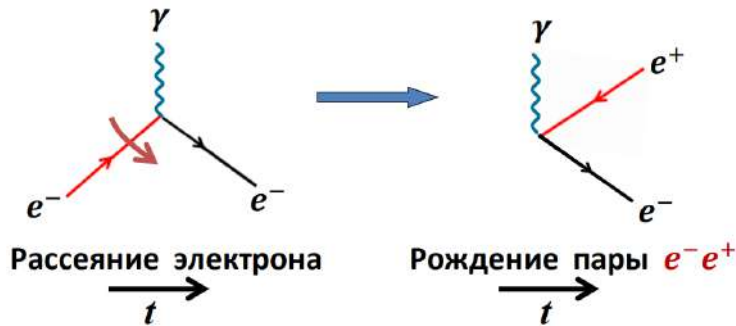 γ
γ
e⁺
e⁻
e⁻
e⁻
Рассеяние электрона
Рождение пары e⁻e⁺
t
t